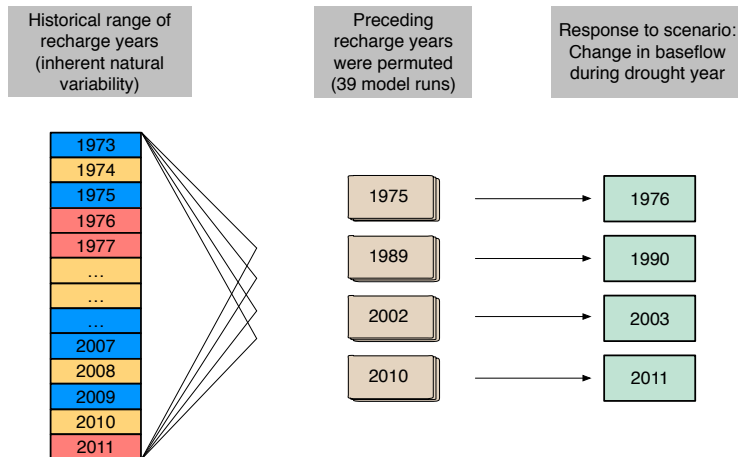 Historical range of
recharge years
(inherent natural
variability)
Preceding
recharge years
were permuted
(39 model runs)
Response to scenario:
Change in baseflow
during drought year
1973
1974
1975
1976
1977
...
...
...
2007
2008
2009
2010
2011
1975
1989
2002
2010
1976
1990
2003
2011